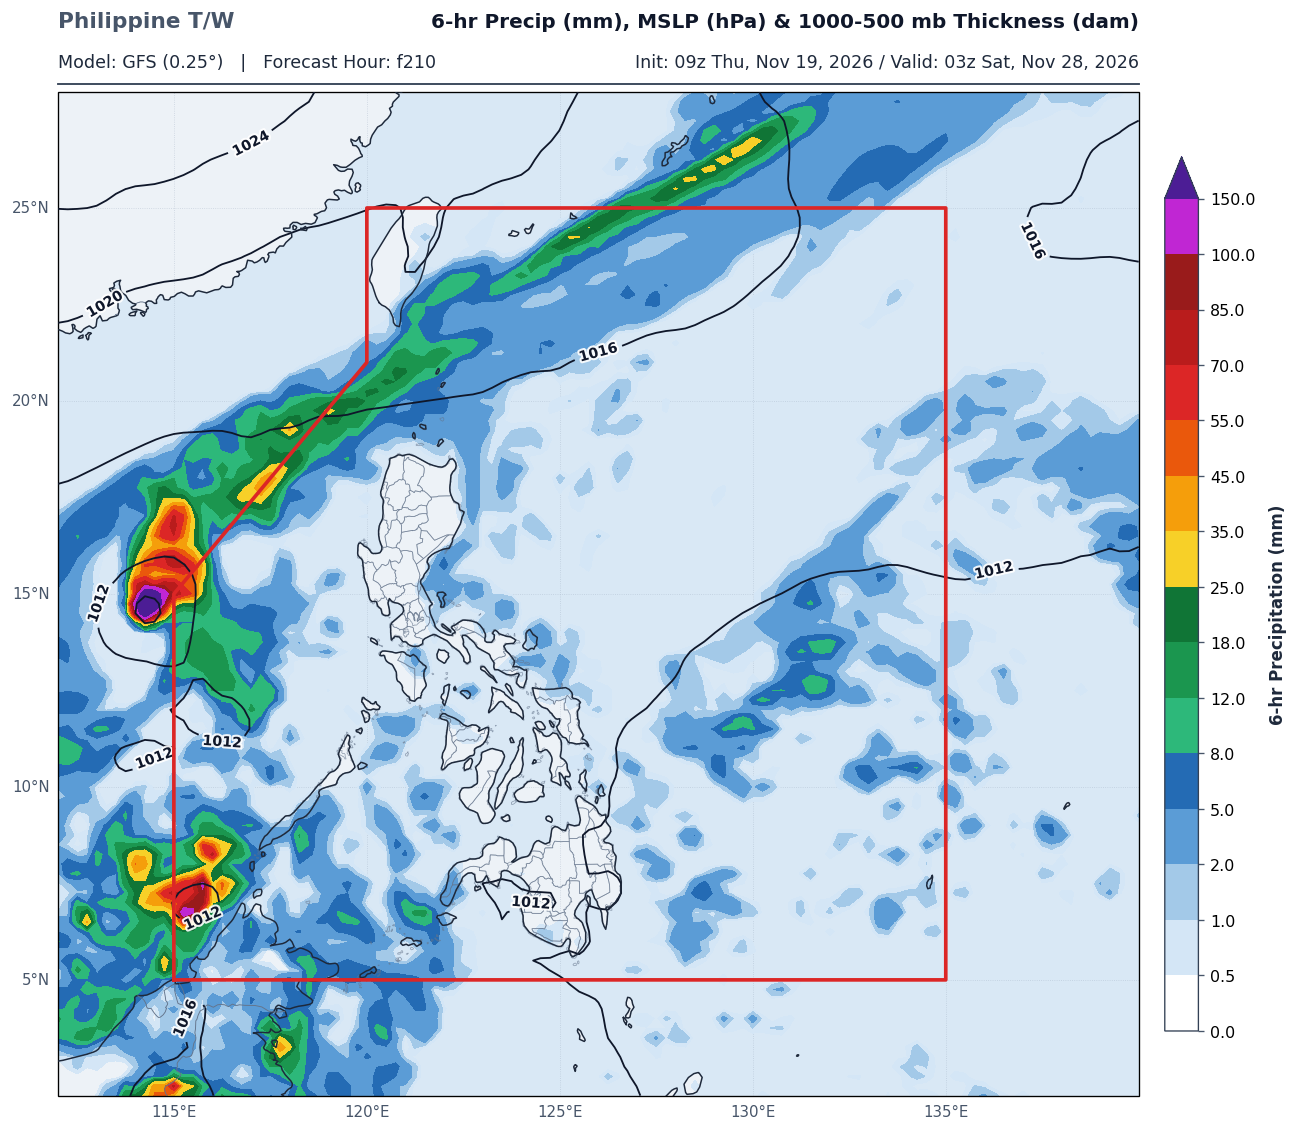 Philippine T/W
6-hr Precip (mm), MSLP (hPa) & 1000-500 mb Thickness (dam)
Model: GFS (0.25°) | Forecast Hour: f210
Init: 09z Thu, Nov 19, 2026 / Valid: 03z Sat, Nov 28, 2026
1024
1020
1016
1016
1012
1012
1012
1012
1012
1012
1016
25°N
20°N
15°N
10°N
5°N
115°E
120°E
125°E
130°E
135°E
150.0
100.0
85.0
70.0
55.0
45.0
35.0
25.0
18.0
12.0
8.0
5.0
2.0
1.0
0.5
0.0
6-hr Precipitation (mm)